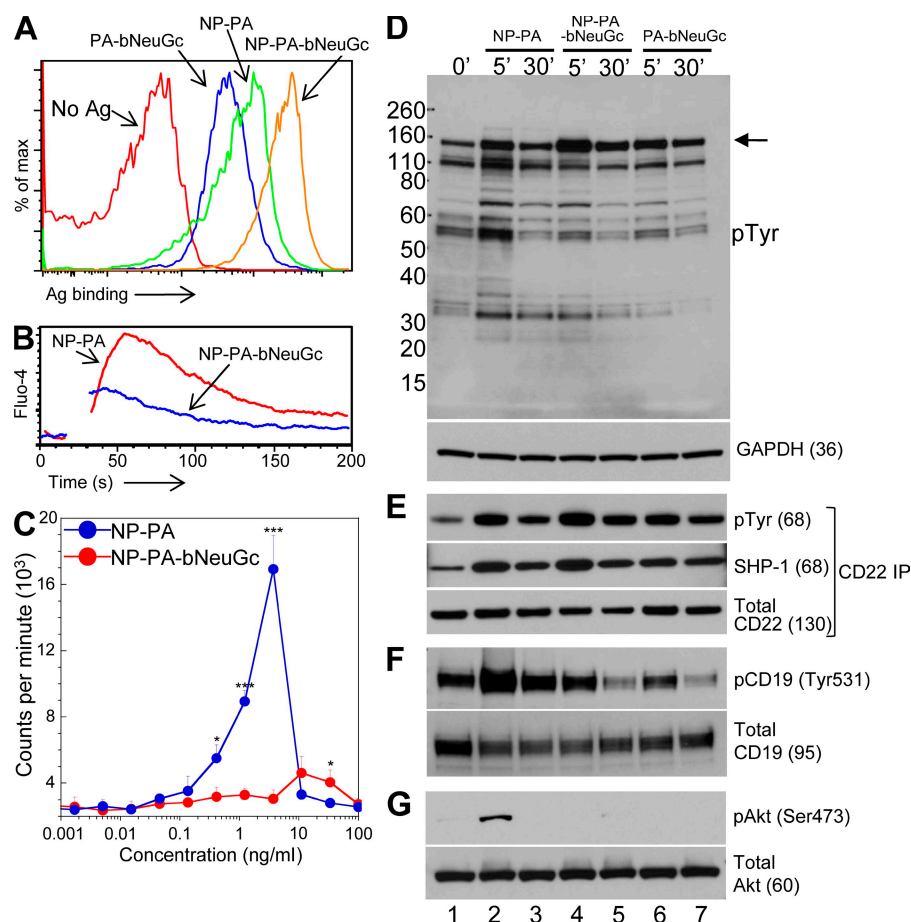 A
NP-PA
PA-bNeuGc
NP-PA-bNeuGc
No Ag
% of max
Ag binding
B
NP-PA
NP-PA-bNeuGc
Fluo-4
0 50 100 150 200
Time (s)
C
20
NP-PA
NP-PA-bNeuGc
***
***
*
*
16
12
8
4
Counts per minute (10³)
0.001 0.01 0.1 1 10 100
Concentration (ng/ml)
D
NP-PA
NP-PA
-bNeuGc
PA-bNeuGc
0’ 5’ 30’ 5’ 30’ 5’ 30’
260
160
110
80
60
50
40
30
20
15
pTyr
GAPDH (36)
E
pTyr (68)
SHP-1 (68)
Total
CD22 (130)
CD22 IP
F
pCD19 (Tyr531)
Total
CD19 (95)
G
pAkt (Ser473)
Total
Akt (60)
1 2 3 4 5 6 7